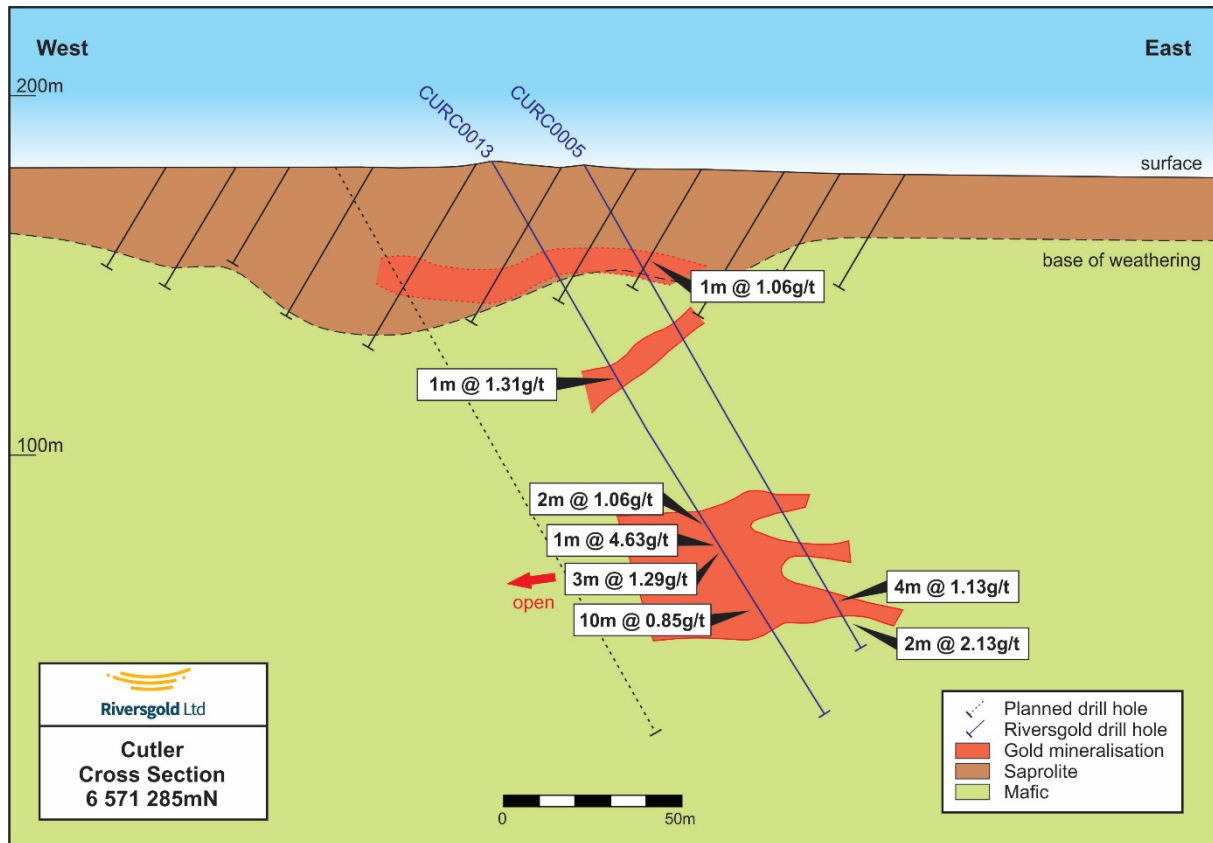 West
East
200m
CURC0013
CURC0005
surface
base of weathering
1m @ 1.06g/t
1m @ 1.31g/t
100m
2m @ 1.06g/t
1m @ 4.63g/t
3m @ 1.29g/t
open
10m @ 0.85g/t
4m @ 1.13g/t
2m @ 2.13g/t
Riversgold Ltd
Cutler
Cross Section
6 571 285mN
0
50m
Planned drill hole
Riversgold drill hole
Gold mineralisation
Saprolite
Mafic